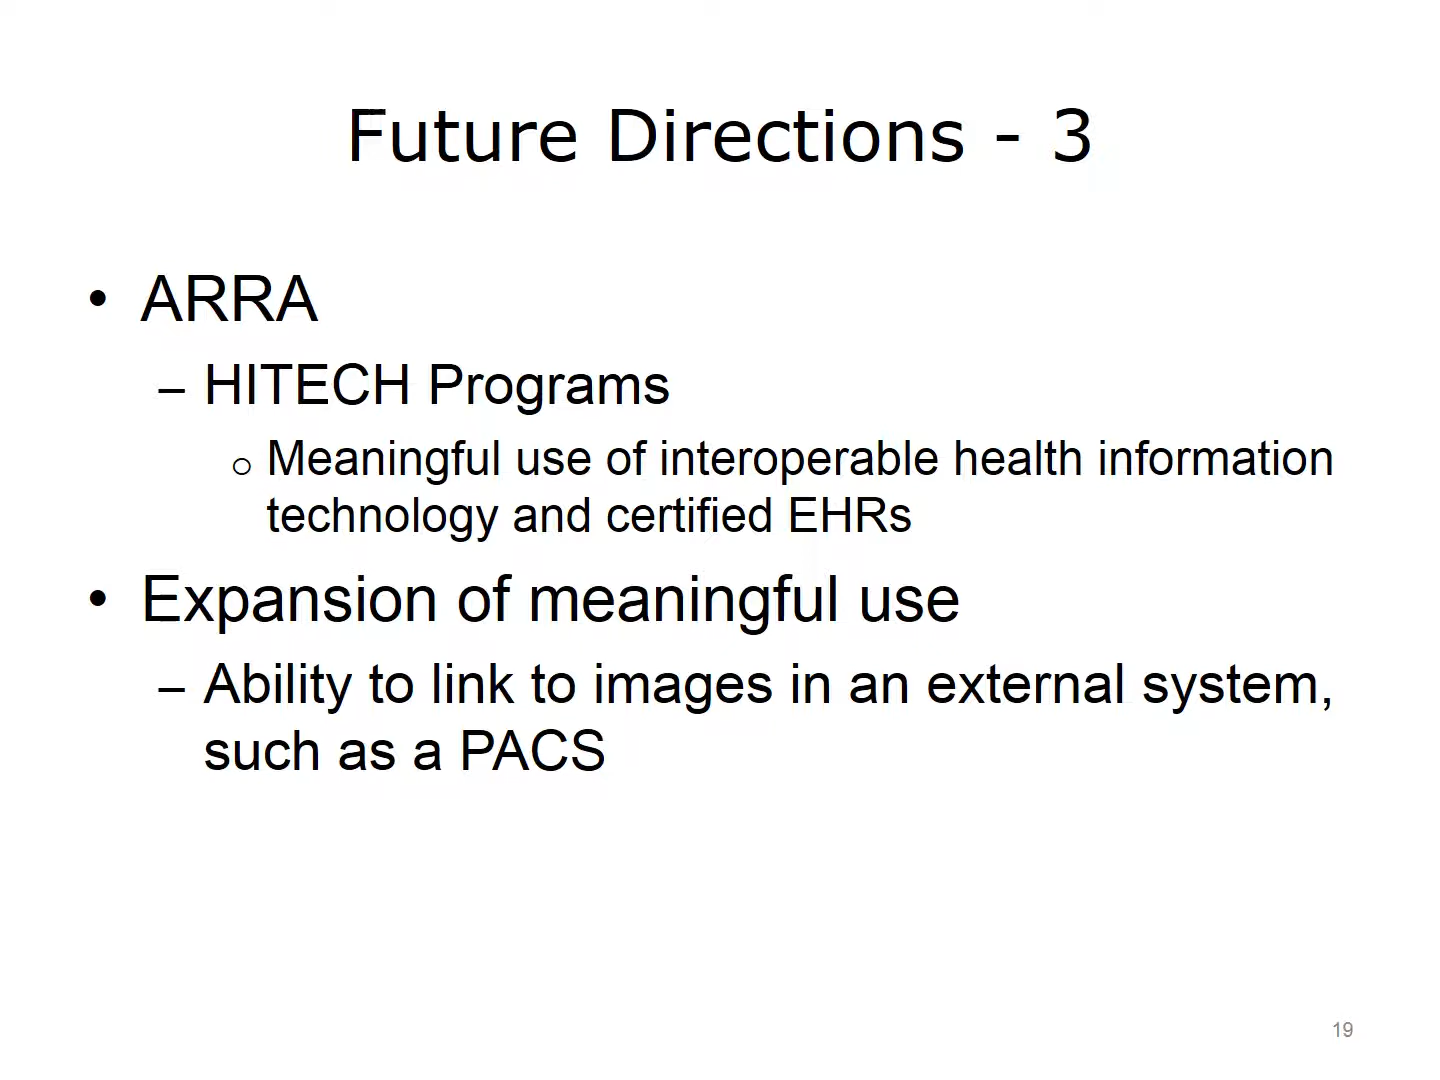 Future Directions - 3
• ARRA
– HITECH Programs
o Meaningful use of interoperable health information
technology and certified EHRs
• Expansion of meaningful use
– Ability to link to images in an external system,
such as a PACS
19